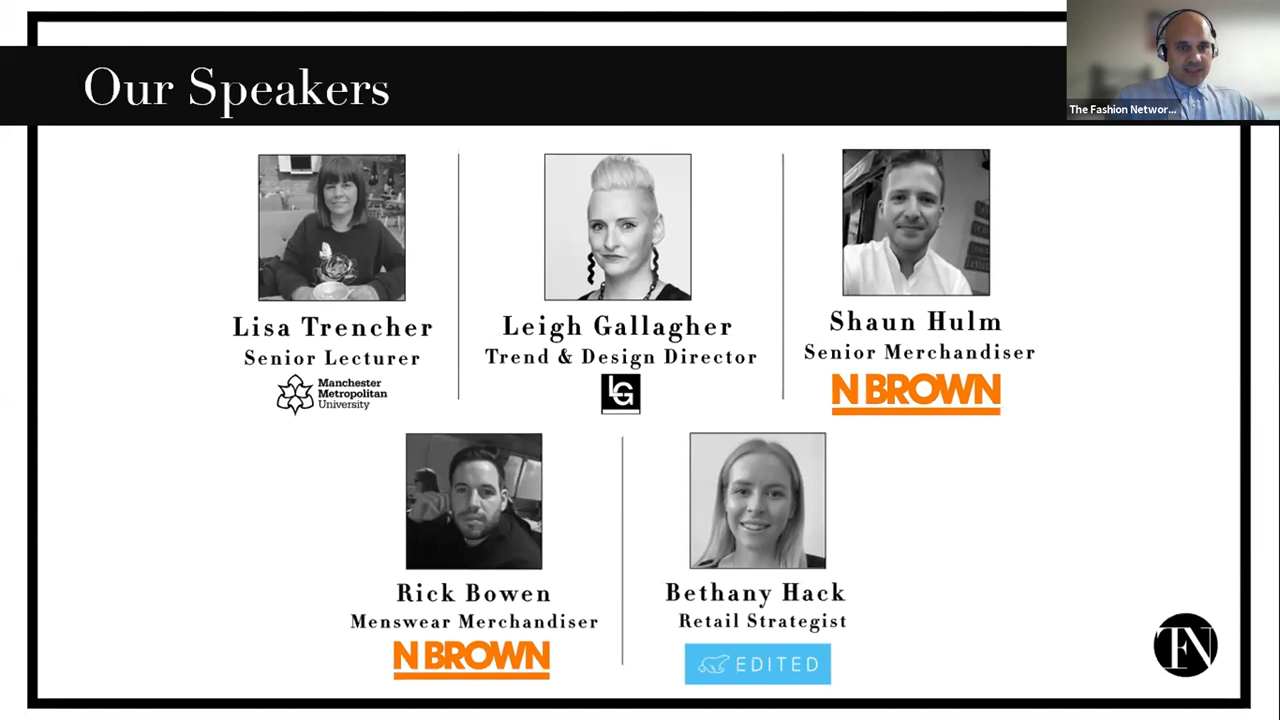 Our Speakers
The Fashion Networ...
Lisa Trencher
Senior Lecturer
Manchester
Metropolitan
University
Leigh Gallagher
Trend & Design Director
LG
Shaun Hulm
Senior Merchandiser
N BROWN
Rick Bowen
Menswear Merchandiser
N BROWN
Bethany Hack
Retail Strategist
EDITED
TFN